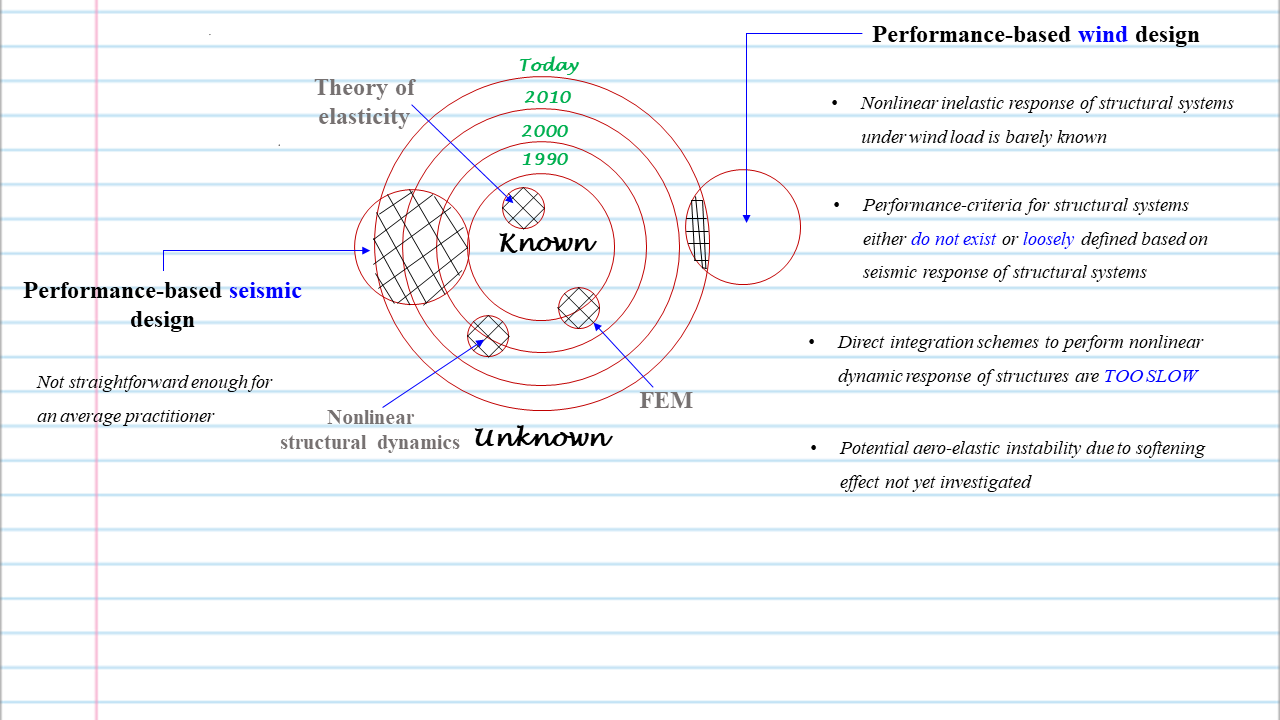 Today
2010
2000
1990
Known
Unknown
Theory of
elasticity
Performance-based seismic
design
Not straightforward enough for
an average practitioner
Nonlinear
structural dynamics
FEM
Performance-based wind design
• Nonlinear inelastic response of structural systems
under wind load is barely known
• Performance-criteria for structural systems
either do not exist or loosely defined based on
seismic response of structural systems
• Direct integration schemes to perform nonlinear
dynamic response of structures are TOO SLOW
• Potential aero-elastic instability due to softening
effect not yet investigated